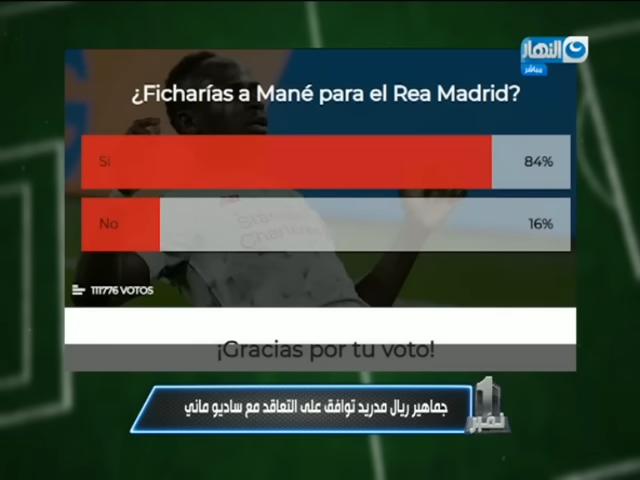 النهار
مباشر
¿Ficharías a Mané para el Rea Madrid?
Si
84%
No
16%
111776 VOTOS
¡Gracias por tu voto!
جماهير ريال مدريد توافق على التعاقد مع ساديو ماني
نمبر 1